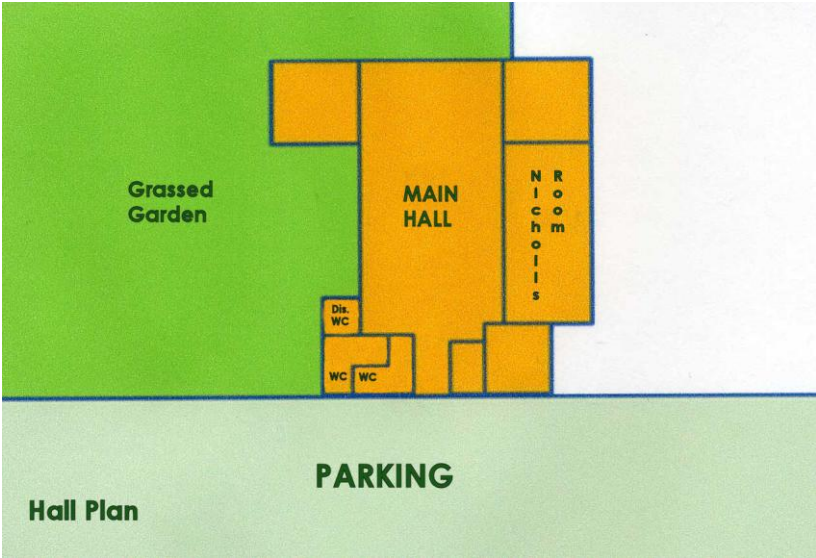 Grassed
Garden
MAIN
HALL
Nicholls
Room
Dis.
WC
WC WC
PARKING
Hall Plan